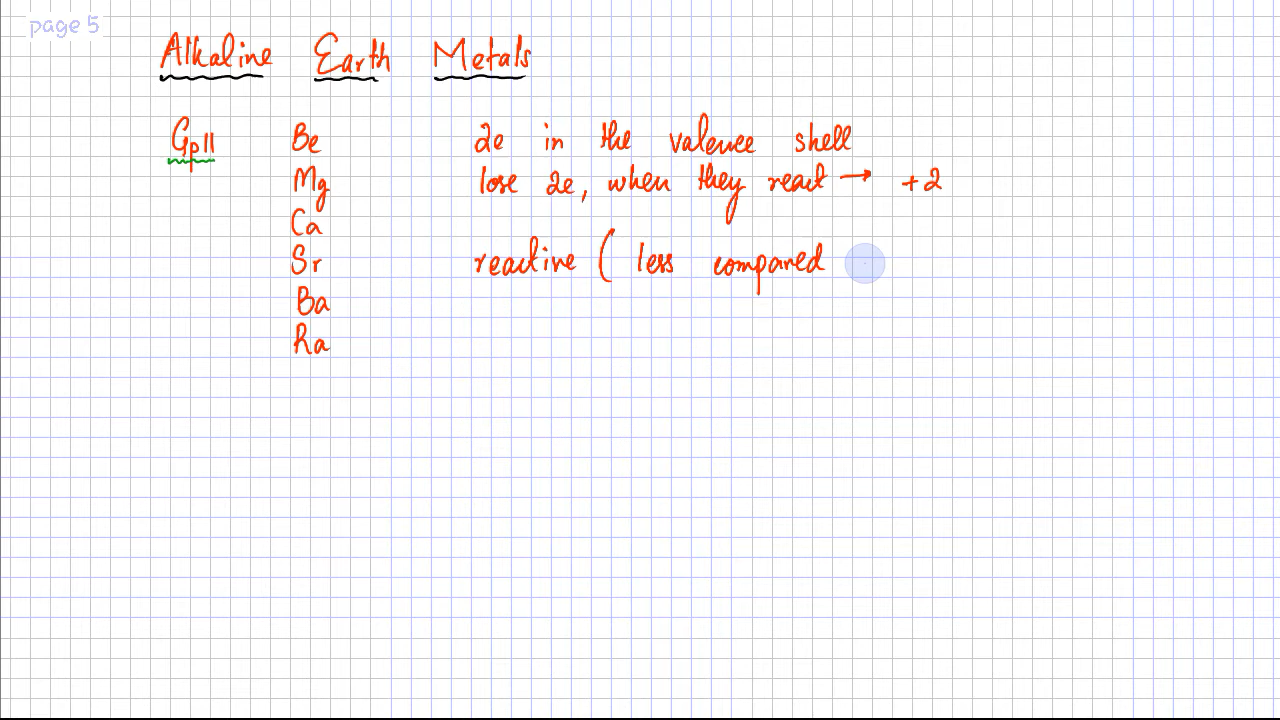 page 5
Alkaline Earth Metals
Gp II Be 2e in the valence shell
Mg lose 2e, when they react → +2
Ca
Sr reactive ( less compared
Ba
Ra